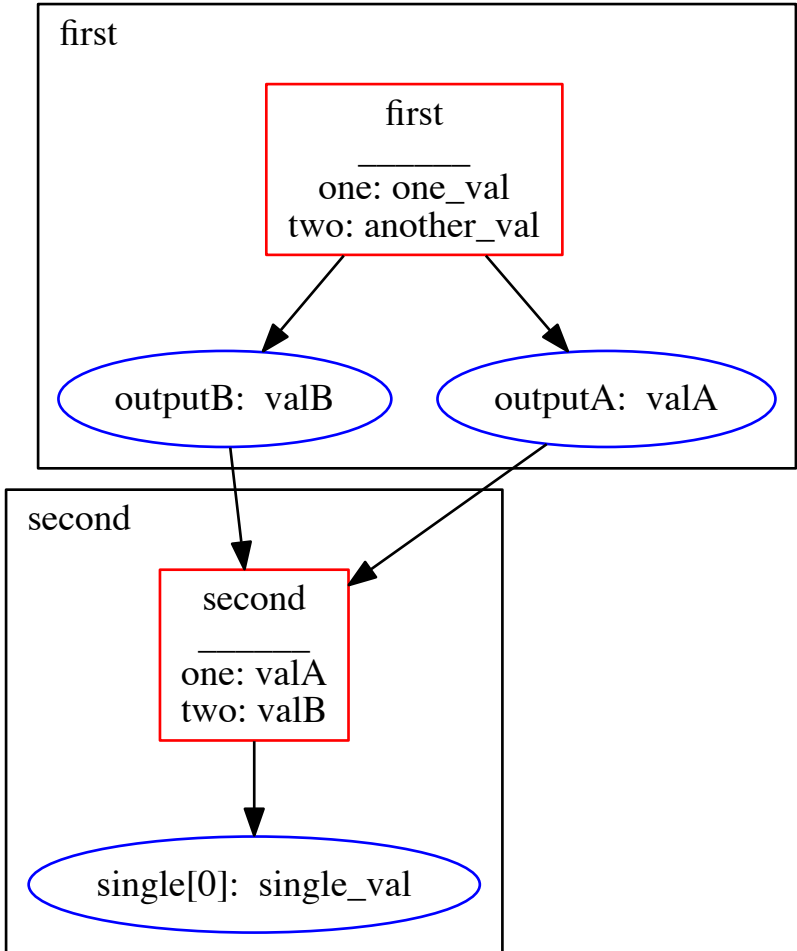 first
first
______
one: one_val
two: another_val
outputB:  valB
outputA:  valA
second
second
______
one: valA
two: valB
single[0]:  single_val